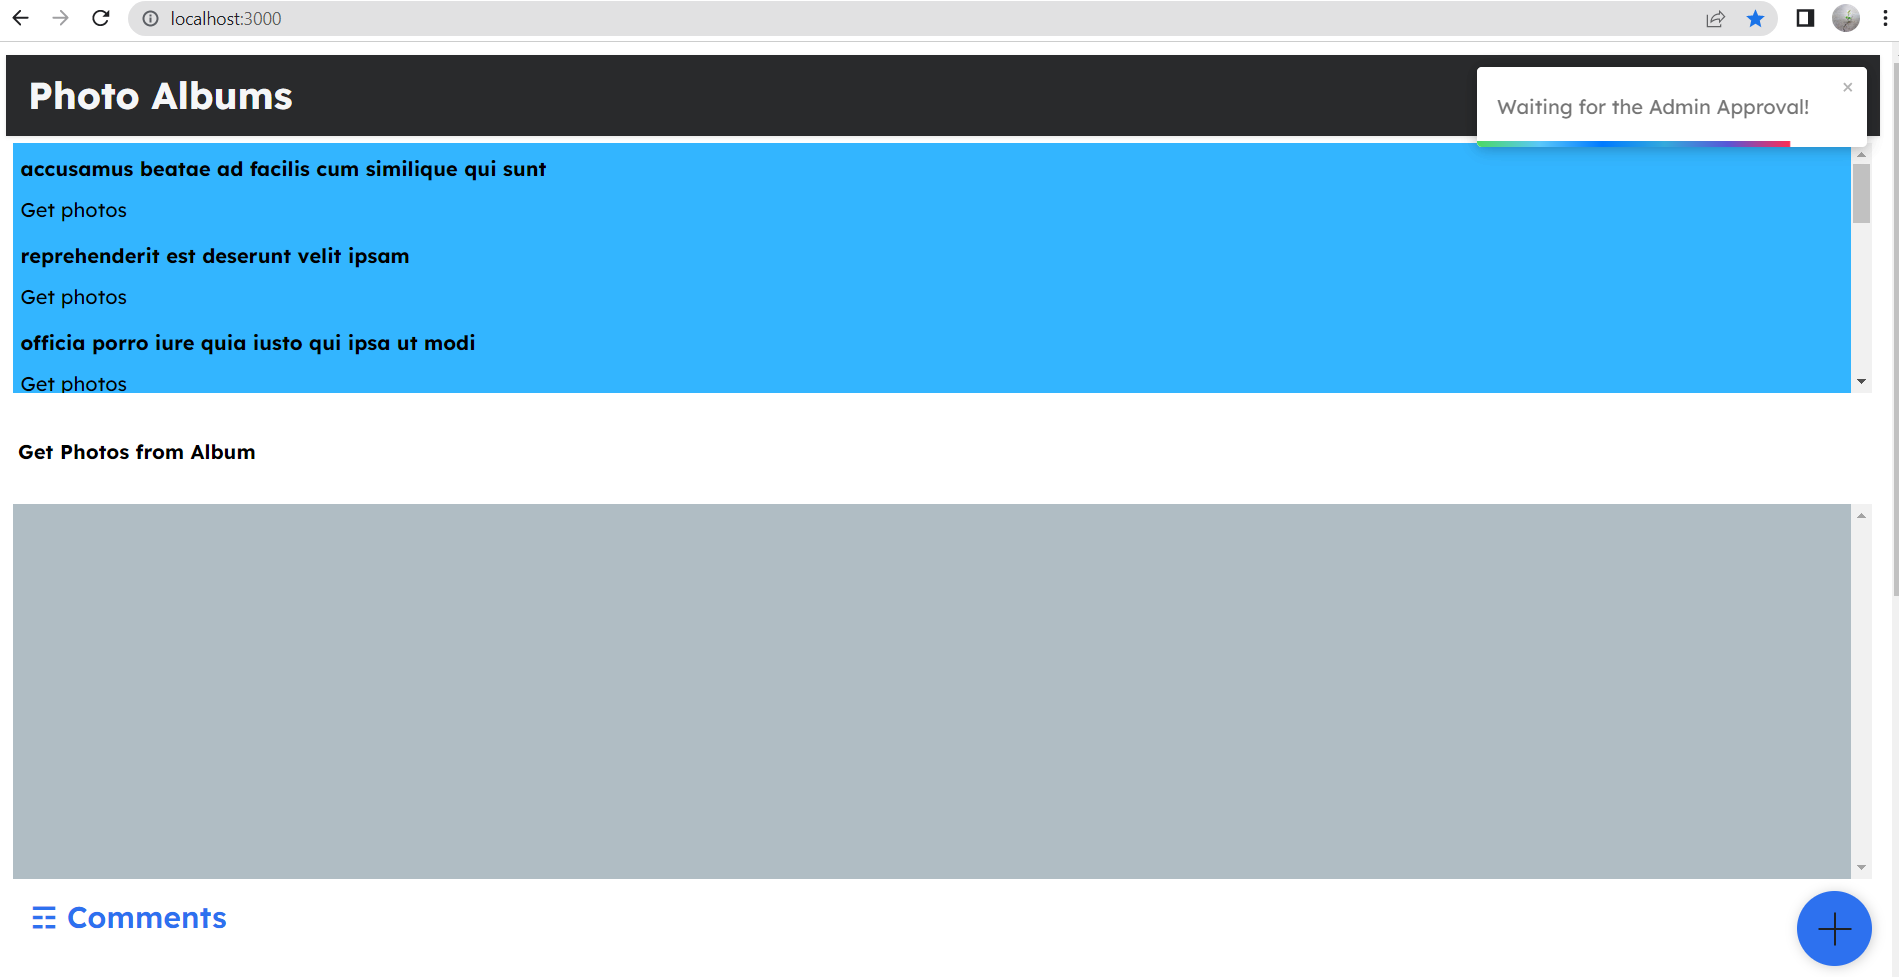 localhost:3000
Photo Albums
Waiting for the Admin Approval!
accusamus beatae ad facilis cum similique qui sunt
Get photos
reprehenderit est deserunt velit ipsam
Get photos
officia porro iure quia iusto qui ipsa ut modi
Get photos
Get Photos from Album
Comments